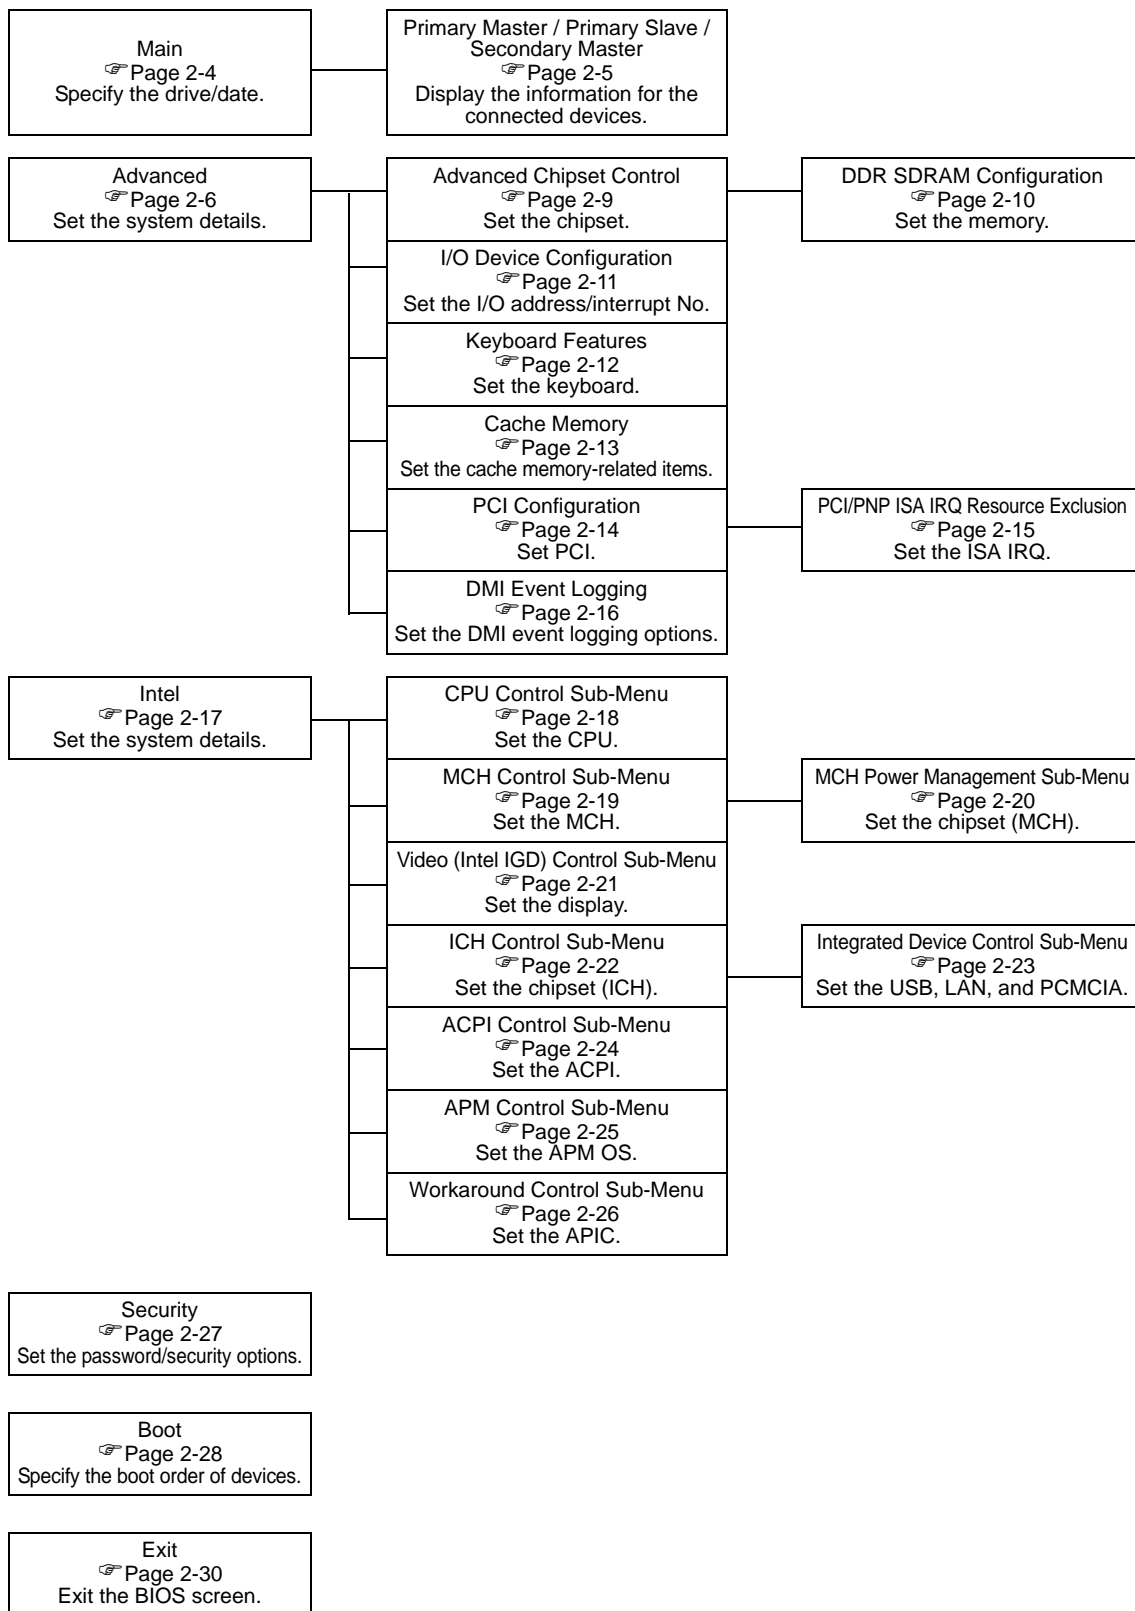 Main
☞ Page 2-4
Specify the drive/date.
Primary Master / Primary Slave /
Secondary Master
☞ Page 2-5
Display the information for the
connected devices.
Advanced
☞ Page 2-6
Set the system details.
Advanced Chipset Control
☞ Page 2-9
Set the chipset.
DDR SDRAM Configuration
☞ Page 2-10
Set the memory.
I/O Device Configuration
☞ Page 2-11
Set the I/O address/interrupt No.
Keyboard Features
☞ Page 2-12
Set the keyboard.
Cache Memory
☞ Page 2-13
Set the cache memory-related items.
PCI Configuration
☞ Page 2-14
Set PCI.
PCI/PNP ISA IRQ Resource Exclusion
☞ Page 2-15
Set the ISA IRQ.
DMI Event Logging
☞ Page 2-16
Set the DMI event logging options.
Intel
☞ Page 2-17
Set the system details.
CPU Control Sub-Menu
☞ Page 2-18
Set the CPU.
MCH Control Sub-Menu
☞ Page 2-19
Set the MCH.
MCH Power Management Sub-Menu
☞ Page 2-20
Set the chipset (MCH).
Video (Intel IGD) Control Sub-Menu
☞ Page 2-21
Set the display.
ICH Control Sub-Menu
☞ Page 2-22
Set the chipset (ICH).
Integrated Device Control Sub-Menu
☞ Page 2-23
Set the USB, LAN, and PCMCIA.
ACPI Control Sub-Menu
☞ Page 2-24
Set the ACPI.
APM Control Sub-Menu
☞ Page 2-25
Set the APM OS.
Workaround Control Sub-Menu
☞ Page 2-26
Set the APIC.
Security
☞ Page 2-27
Set the password/security options.
Boot
☞ Page 2-28
Specify the boot order of devices.
Exit
☞ Page 2-30
Exit the BIOS screen.